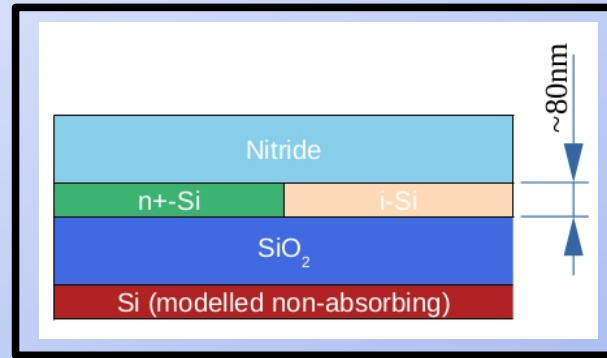 ~80nm
Nitride
n+-Si
i-Si
SiO₂
Si (modelled non-absorbing)